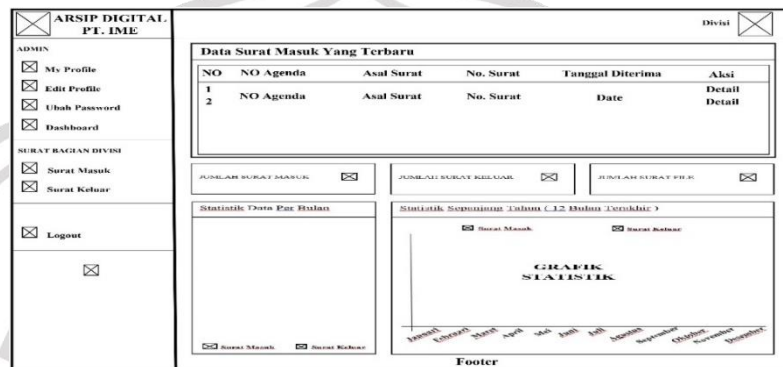 ARSIP DIGITAL
PT. IME
Divisi
ADMIN
My Profile
Edit Profile
Ubah Password
Dashboard
SURAT BAGIAN DIVISI
Surat Masuk
Surat Keluar
Logout
Data Surat Masuk Yang Terbaru
NO NO Agenda Asal Surat No. Surat Tanggal Diterima Aksi
1 Detail
2 NO Agenda Asal Surat No. Surat Date Detail
JUMLAH SURAT MASUK
JUMLAH SURAT KELUAR
JUMLAH SURAT FILE
Statistik Data Per Bulan
Surat Masuk Surat Keluar
Statistik Sepanjang Tahun ( 12 Bulan Terakhir )
Surat Masuk Surat Keluar
GRAFIK
STATISTIK
Januari Februari Maret April Mei Juni Juli Agustus September Oktober November Desember
Footer